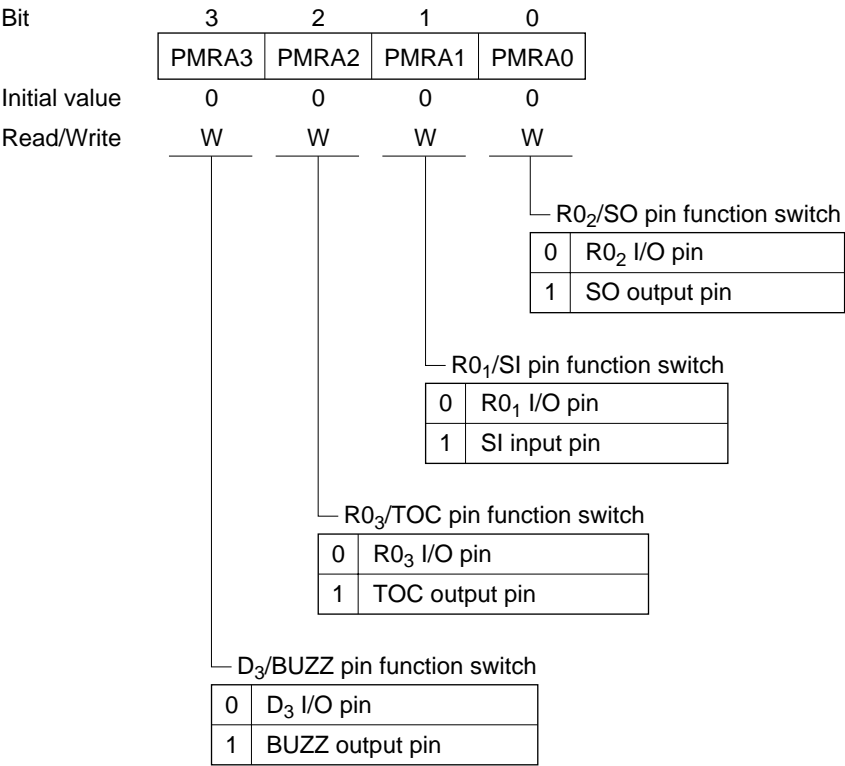 Bit 3 2 1 0
PMRA3 PMRA2 PMRA1 PMRA0
Initial value 0 0 0 0
Read/Write W W W W
R0₂/SO pin function switch
0 R0₂ I/O pin
1 SO output pin
R0₁/SI pin function switch
0 R0₁ I/O pin
1 SI input pin
R0₃/TOC pin function switch
0 R0₃ I/O pin
1 TOC output pin
D₃/BUZZ pin function switch
0 D₃ I/O pin
1 BUZZ output pin